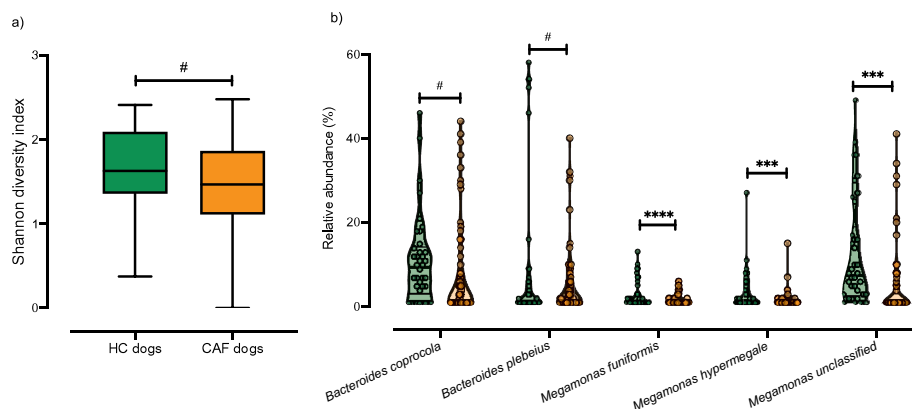 a)
b)
Shannon diversity index
3
2
1
0
#
HC dogs
CAF dogs
Relative abundance (%)
60
40
20
0
#
#
****
***
***
Bacteroides coprocola
Bacteroides plebeius
Megamonas funiformis
Megamonas hypermegale
Megamonas unclassified